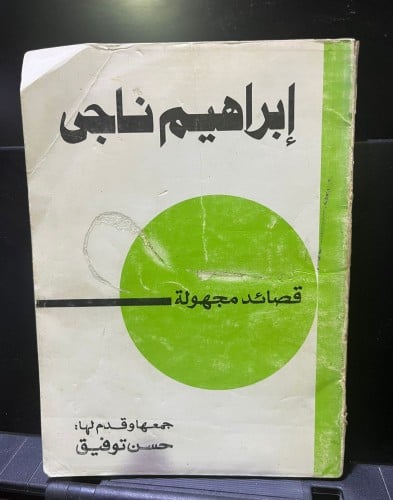 إبراهيم ناجى
قصائد مجهولة
جمعها وقدم لها:
حسن توفيق